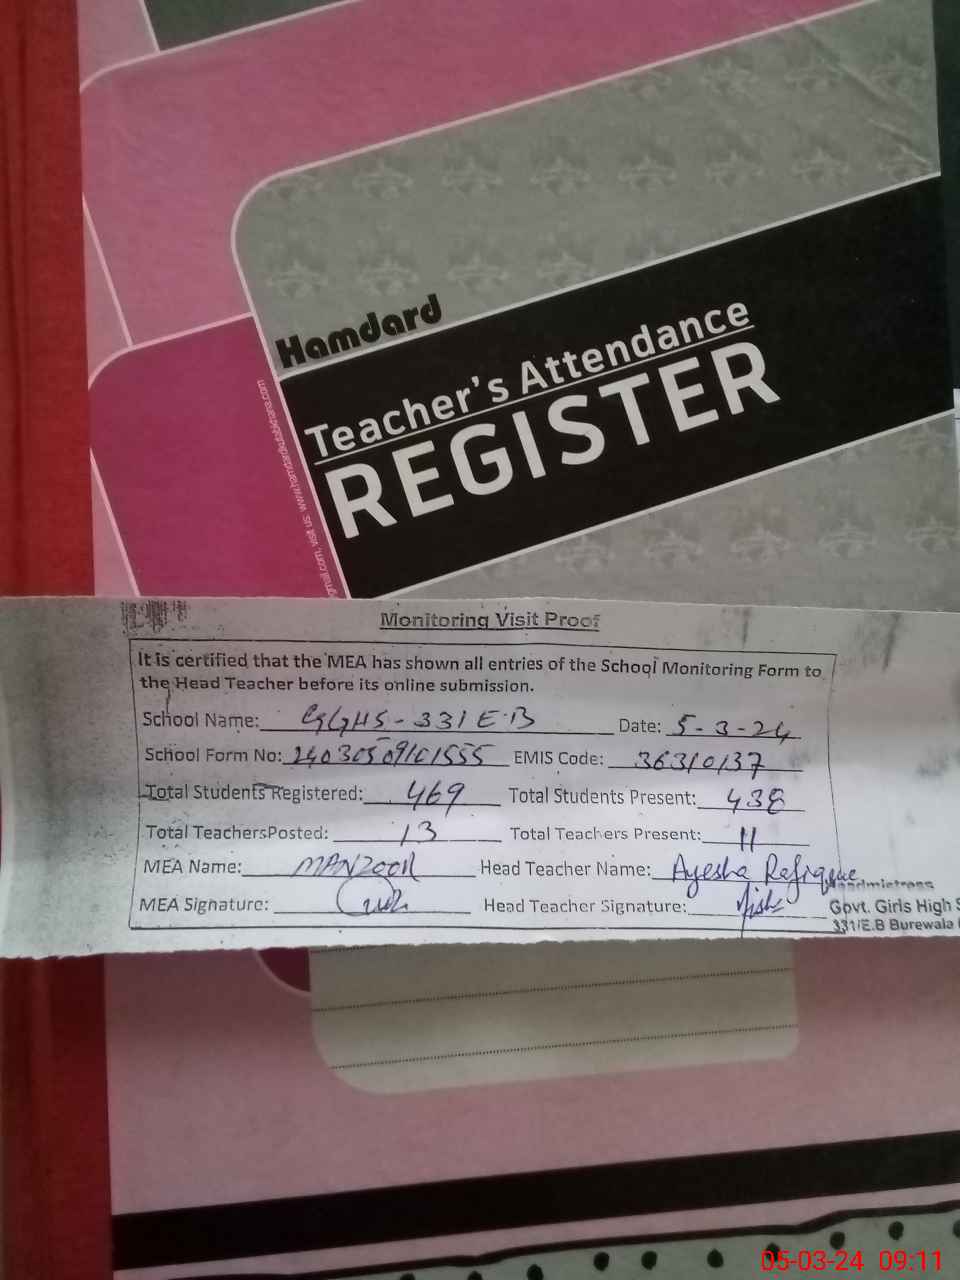 Hamdard
Teacher's Attendance
REGISTER
Monitoring Visit Proof
It is certified that the MEA has shown all entries of the School Monitoring Form to
the Head Teacher before its online submission.
School Name: GGHS-331 E.B Date: 5-3-24
School Form No: 24030509101555 EMIS Code: 36310137
Total Students Registered: 469 Total Students Present: 438
Total TeachersPosted: 13 Total Teachers Present: 11
MEA Name: MANZOOR Head Teacher Name: Ayesha Rafique
MEA Signature: Head Teacher Signature:
Headmistress
Govt. Girls High S
331/E.B Burewala
05-03-24 09:11